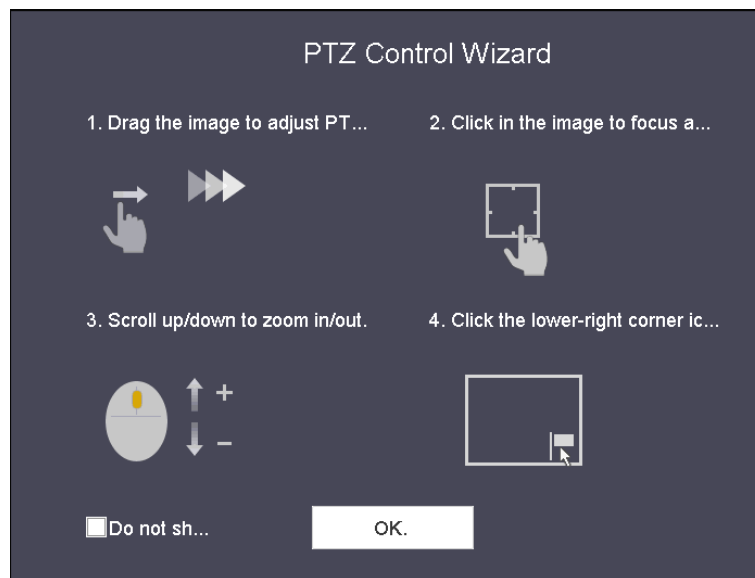 PTZ Control Wizard
1. Drag the image to adjust PT...
2. Click in the image to focus a...
3. Scroll up/down to zoom in/out.
4. Click the lower-right corner ic...
Do not sh...
OK.